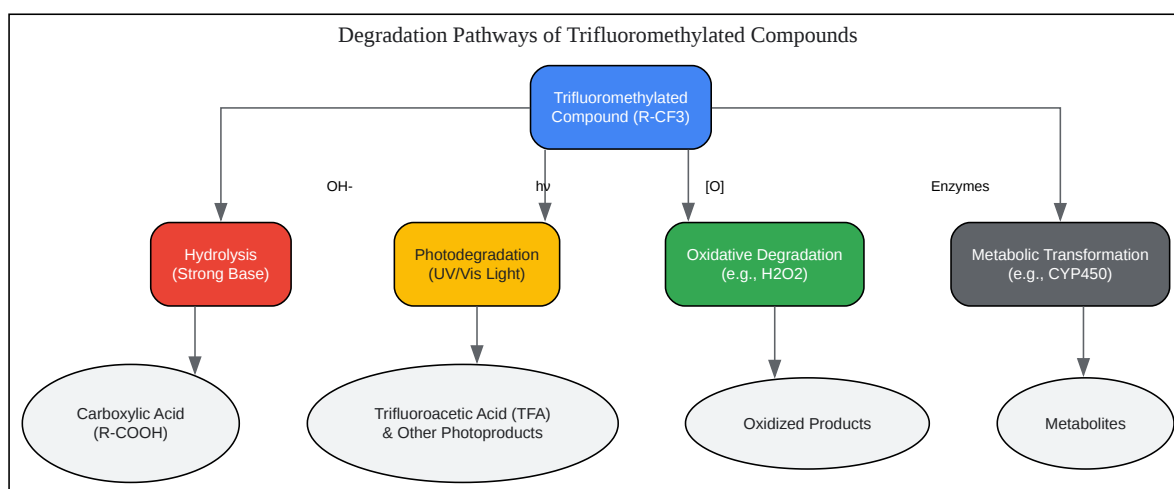 Degradation Pathways of Trifluoromethylated Compounds
Trifluoromethylated
Compound (R-CF3)
OH-
hν
[O]
Enzymes
Hydrolysis
(Strong Base)
Photodegradation
(UV/Vis Light)
Oxidative Degradation
(e.g., H2O2)
Metabolic Transformation
(e.g., CYP450)
Carboxylic Acid
(R-COOH)
Trifluoroacetic Acid (TFA)
& Other Photoproducts
Oxidized Products
Metabolites